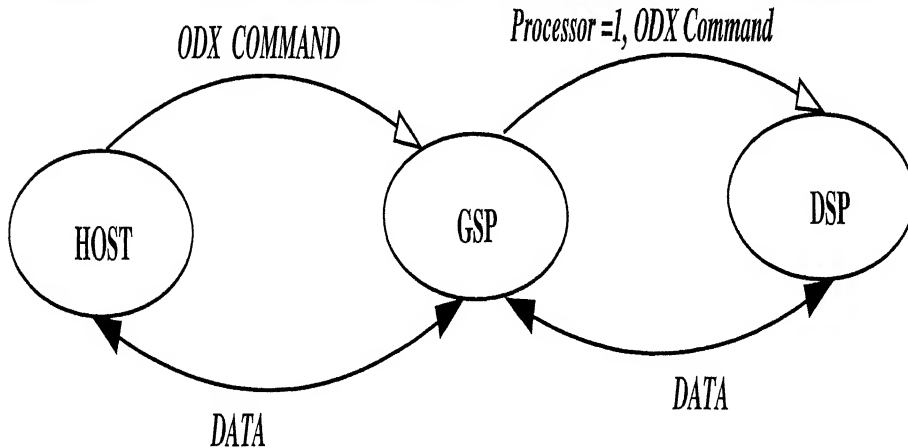 ODX COMMAND
Processor =1, ODX Command
HOST
GSP
DSP
DATA
DATA